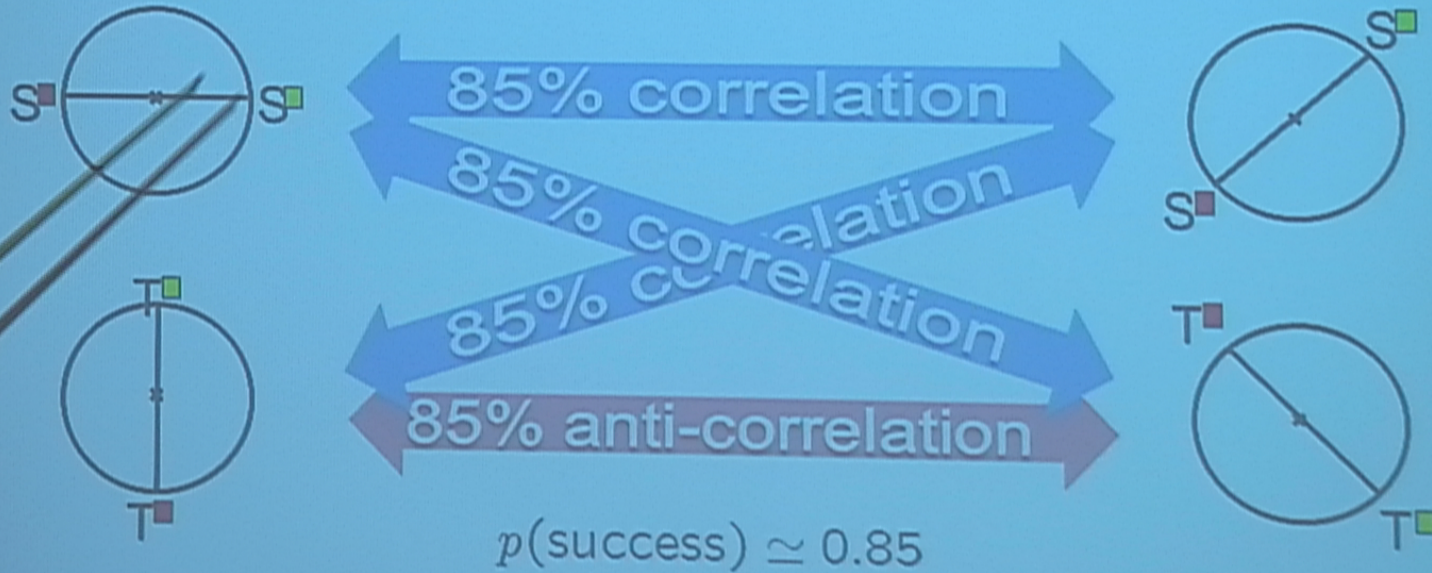 S S
85% correlation
S
S
85% correlation
85% correlation
T
T
T
T
85% anti-correlation
p(success) ≃ 0.85